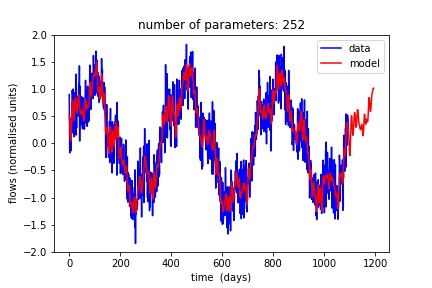 number of parameters: 252
data
model
flows (normalised units)
2.0
1.5
1.0
0.5
0.0
−0.5
−1.0
−1.5
−2.0
0 200 400 600 800 1000 1200
time (days)